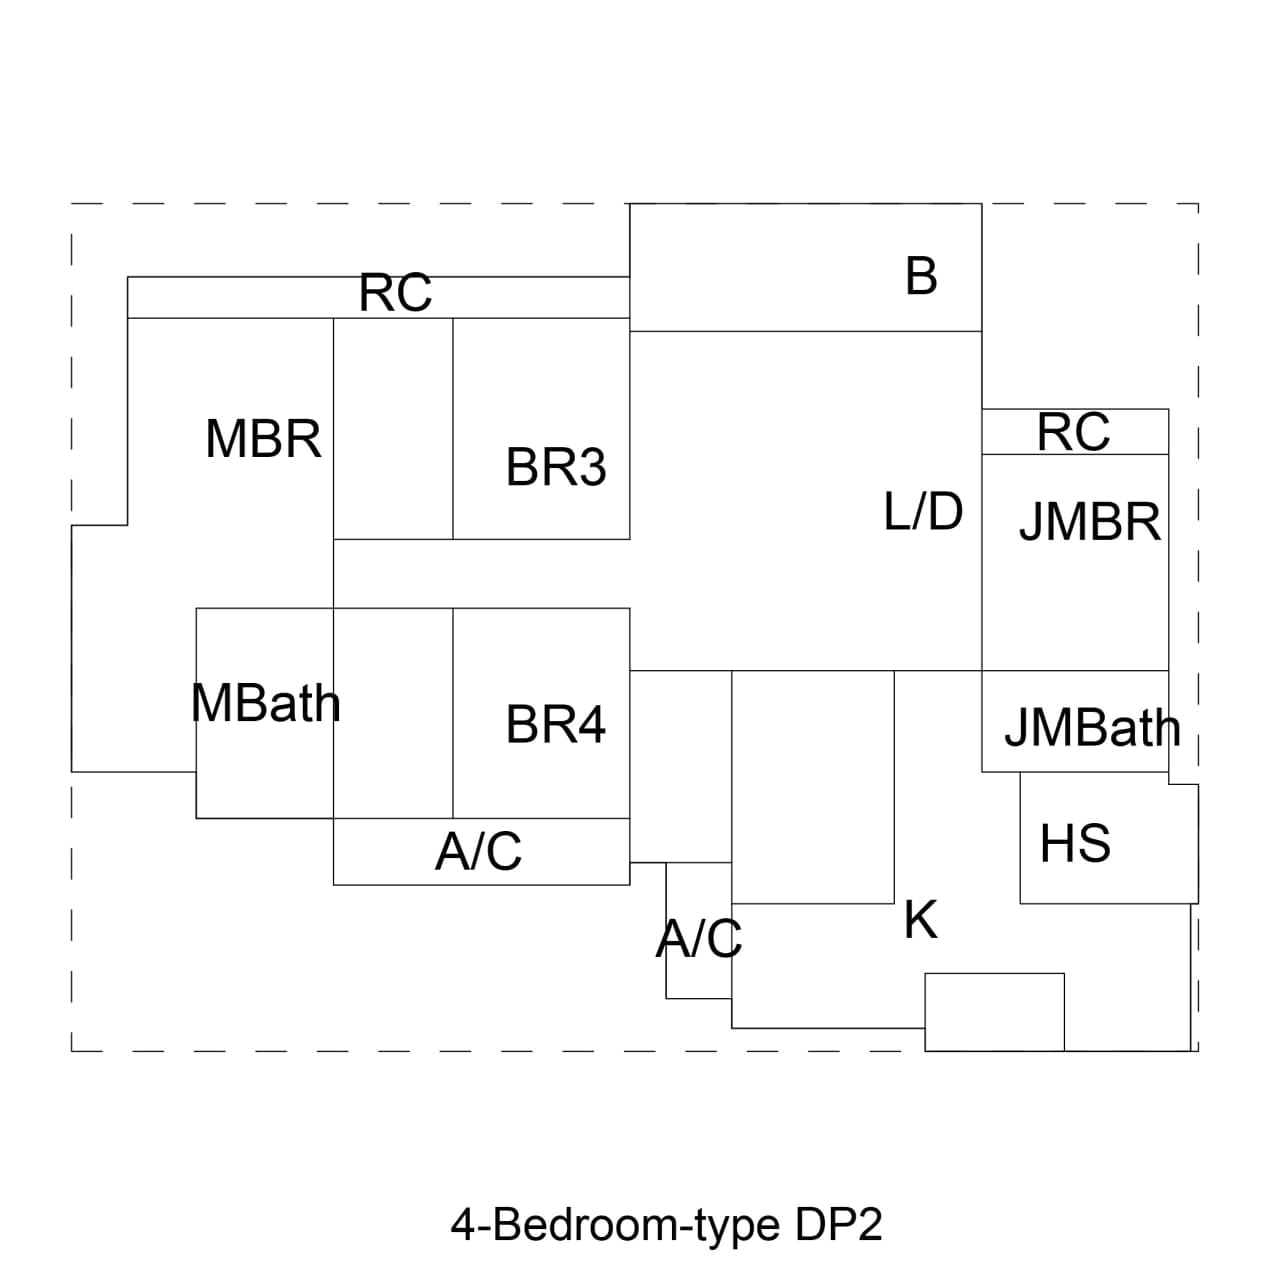 B
RC
RC
MBR
BR3
L/D
JMBR
MBath
BR4
JMBath
A/C
HS
K
A/C
4-Bedroom-type DP2